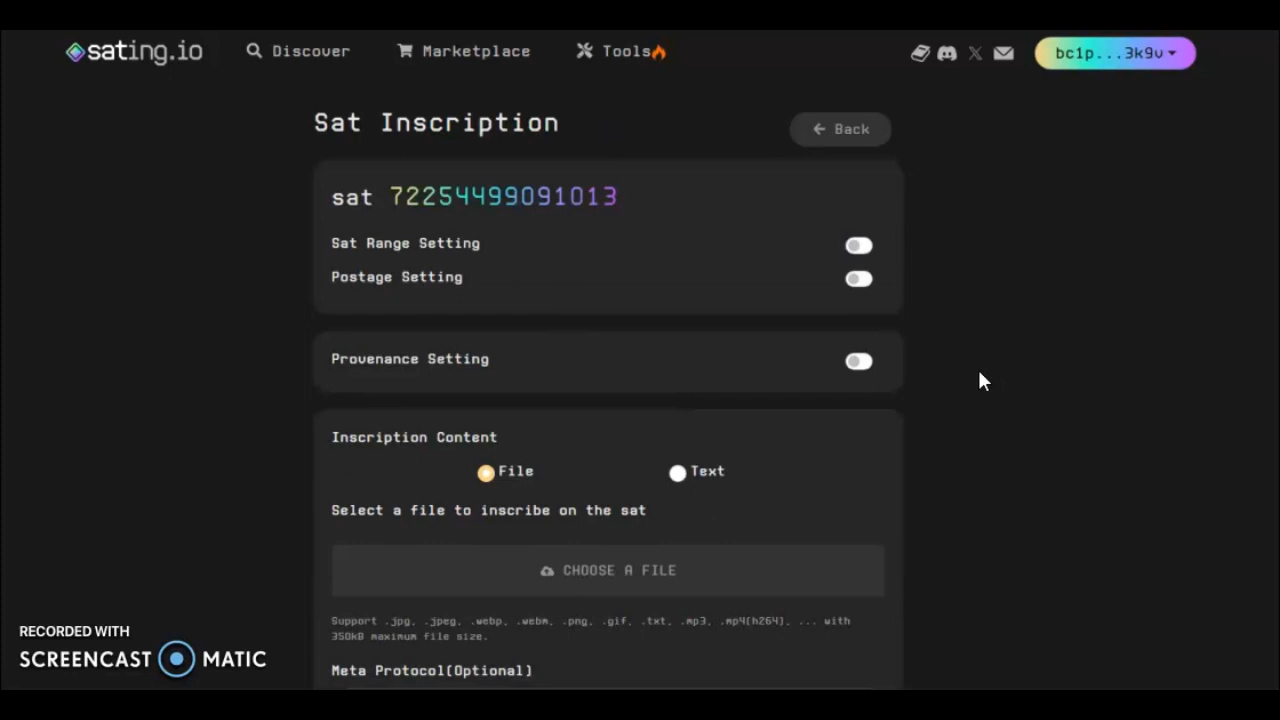 sating.io Discover Marketplace Tools bc1p...3k9v
Sat Inscription
Back
sat 72254499091013
Sat Range Setting
Postage Setting
Provenance Setting
Inscription Content
File Text
Select a file to inscribe on the sat
CHOOSE A FILE
Support .jpg, .jpeg, .webp, .webm, .png, .gif, .txt, .mp3, .mp4(h264), ... with
350kB maximum file size.
Meta Protocol(Optional)
RECORDED WITH
SCREENCAST MATIC